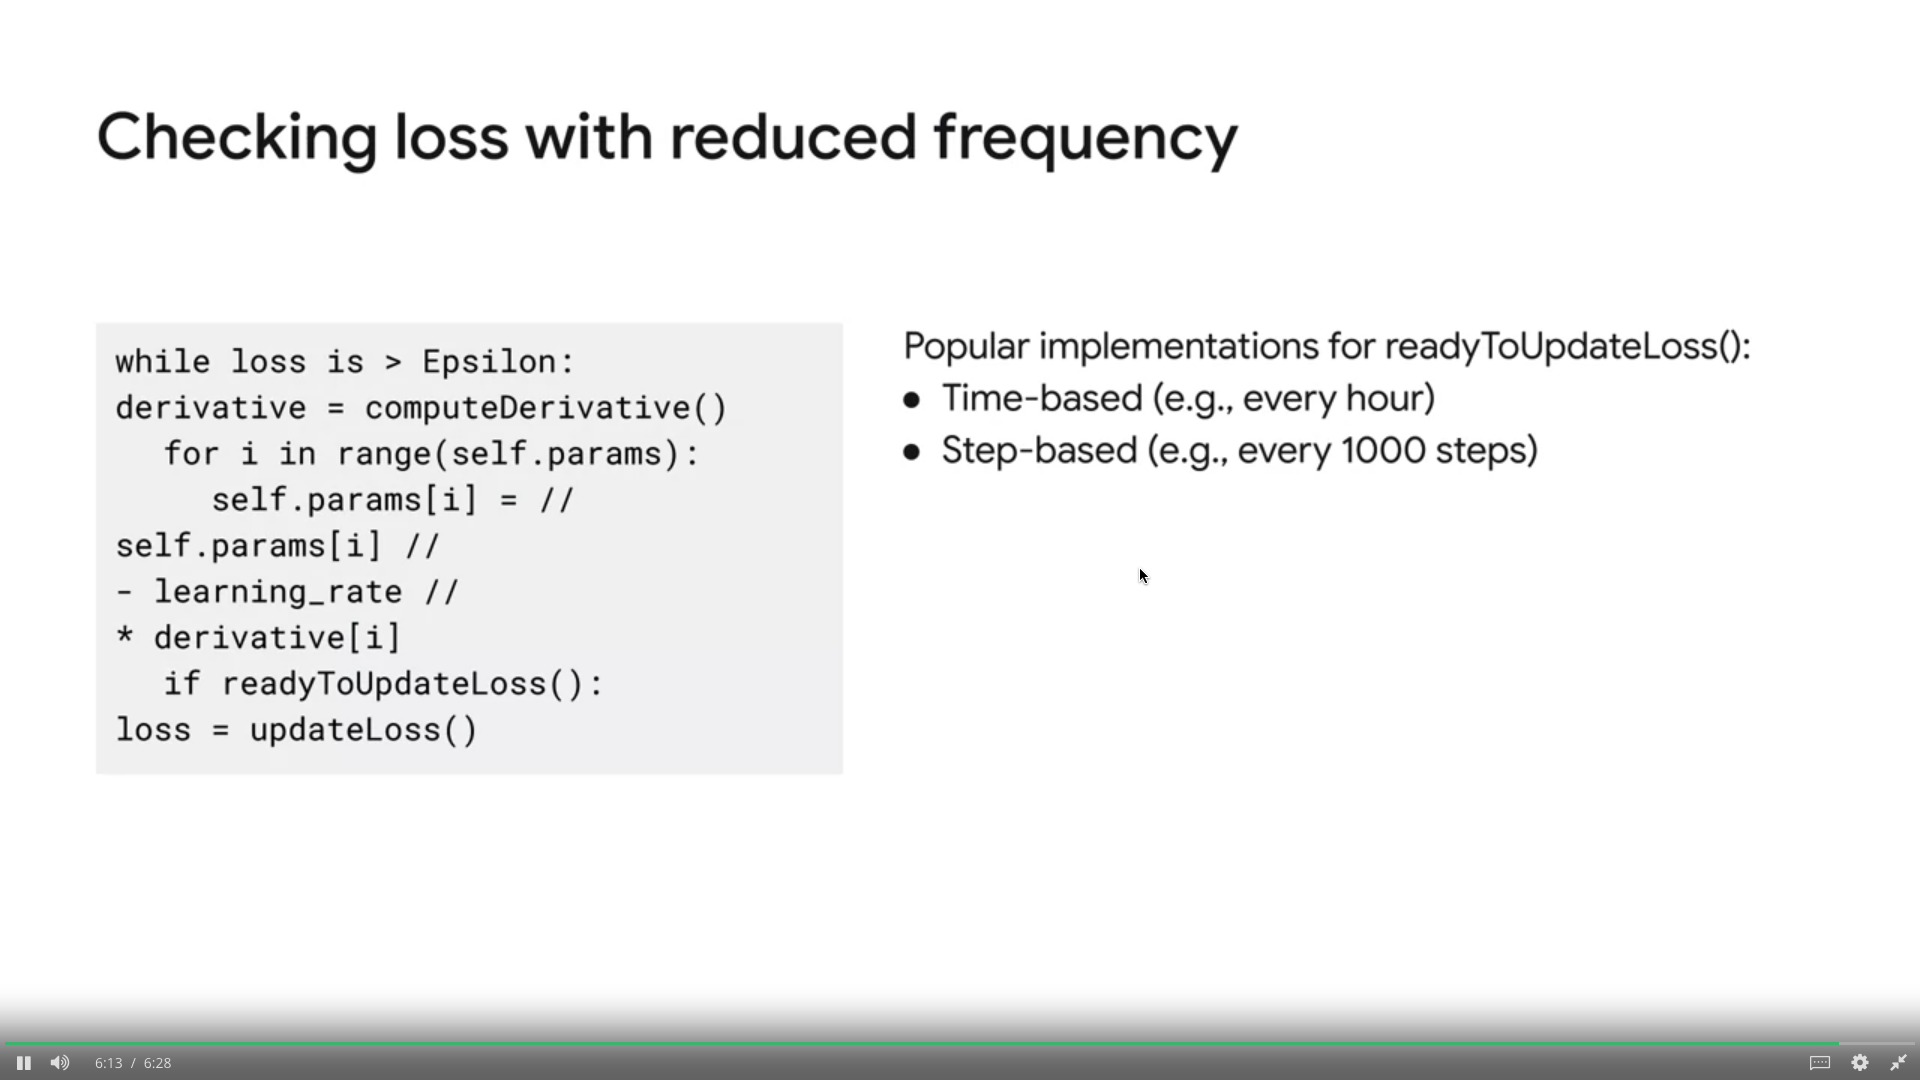 Checking loss with reduced frequency
while loss is > Epsilon:
derivative = computeDerivative()
for i in range(self.params):
self.params[i] = //
self.params[i] //
- learning_rate //
* derivative[i]
if readyToUpdateLoss():
loss = updateLoss()
Popular implementations for readyToUpdateLoss():
● Time-based (e.g., every hour)
● Step-based (e.g., every 1000 steps)
6:13 / 6:28